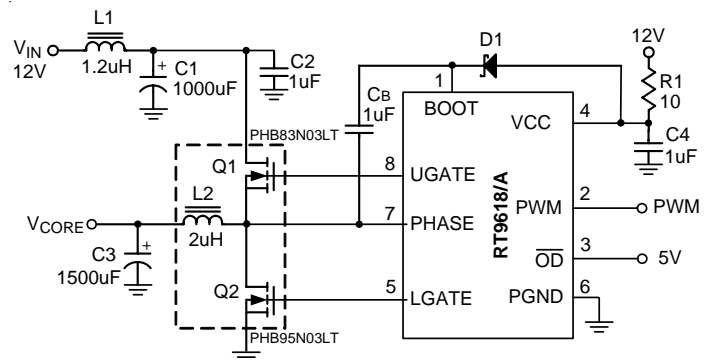 L1
V_IN
12V
1.2uH
C1
1000uF
C2
1uF
D1
12V
R1
10
C4
1uF
C_B
1uF
1
BOOT
4
VCC
PHB83N03LT
Q1
8
UGATE
L2
2uH
V_CORE
C3
1500uF
7
PHASE
RT9618/A
2
PWM
PWM
3
O̅D̅
5V
Q2
5
LGATE
6
PGND
PHB95N03LT